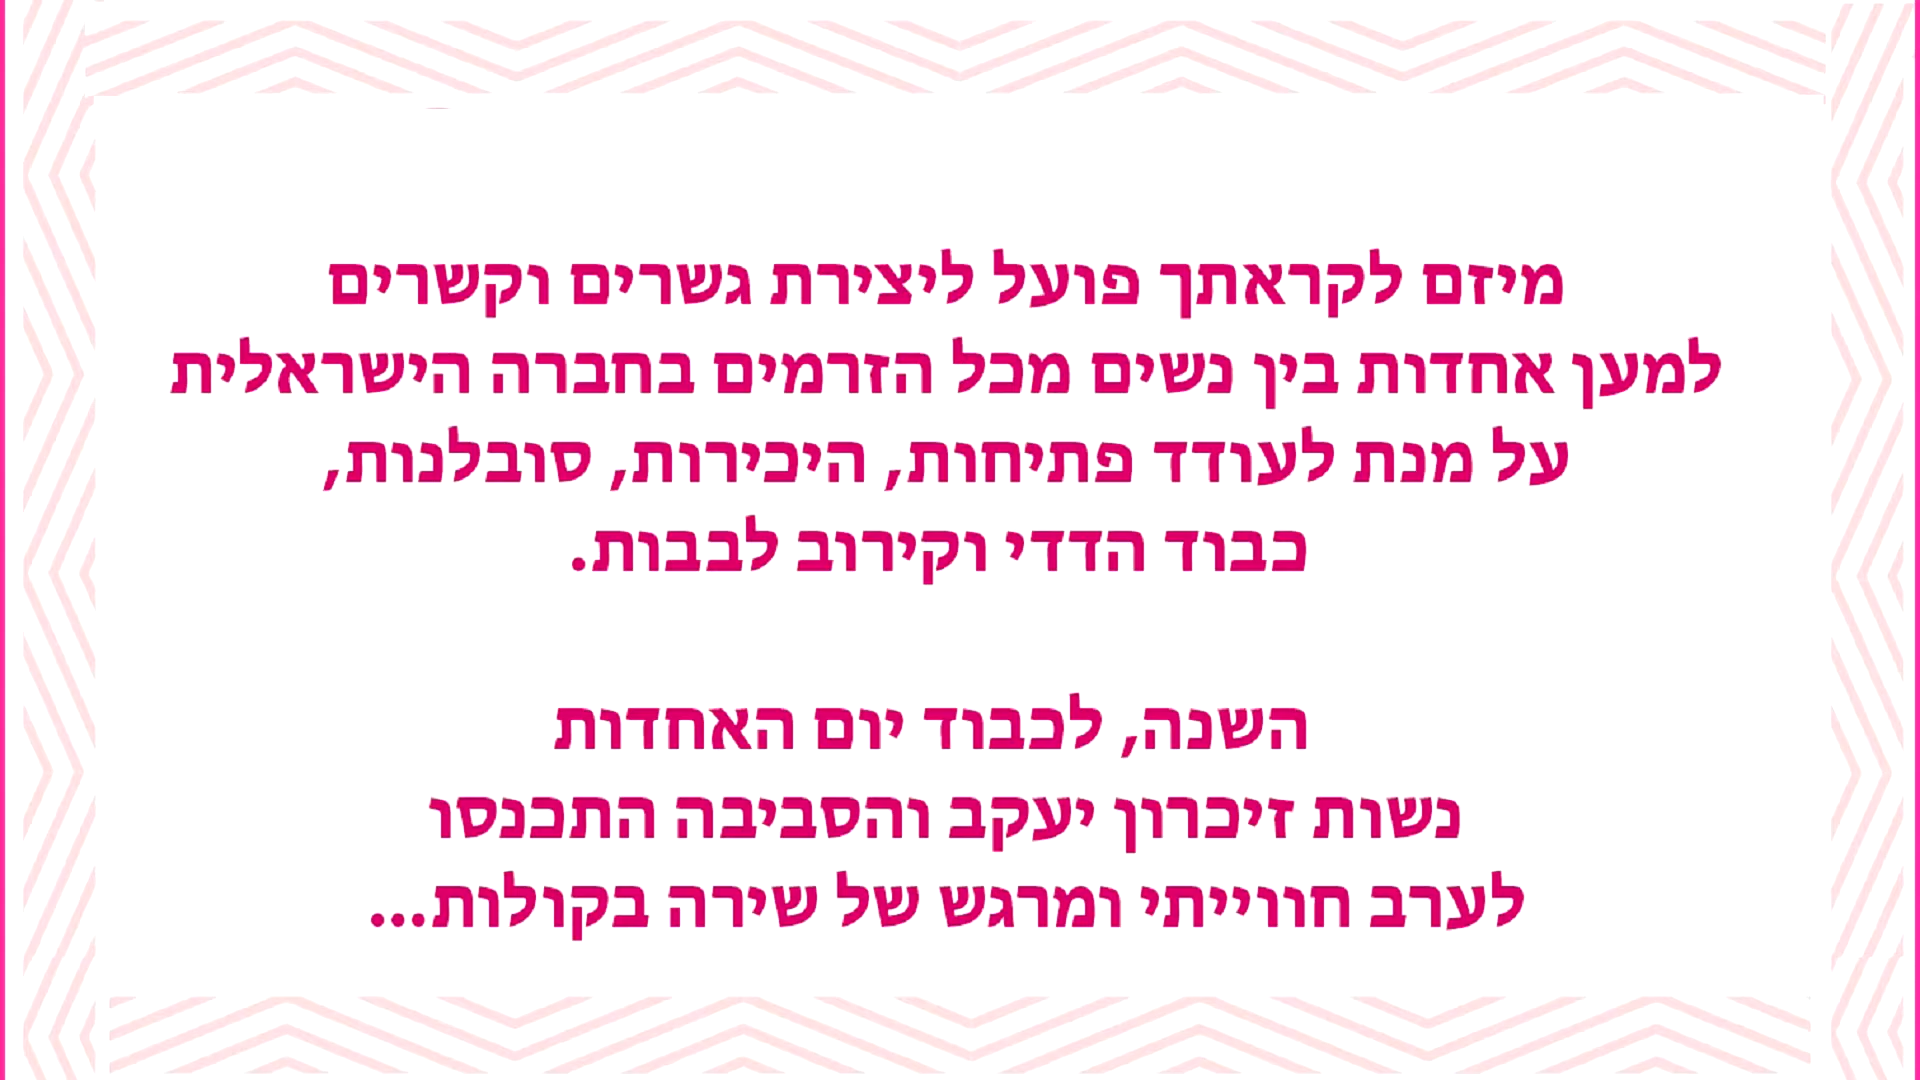 מיזם לקראתך פועל ליצירת גשרים וקשרים
למען אחדות בין נשים מכל הזרמים בחברה הישראלית
על מנת לעודד פתיחות, היכירות, סובלנות,
כבוד הדדי וקירוב לבבות.
השנה, לכבוד יום האחדות
נשות זיכרון יעקב והסביבה התכנסו
לערב חווייתי ומרגש של שירה בקולות...